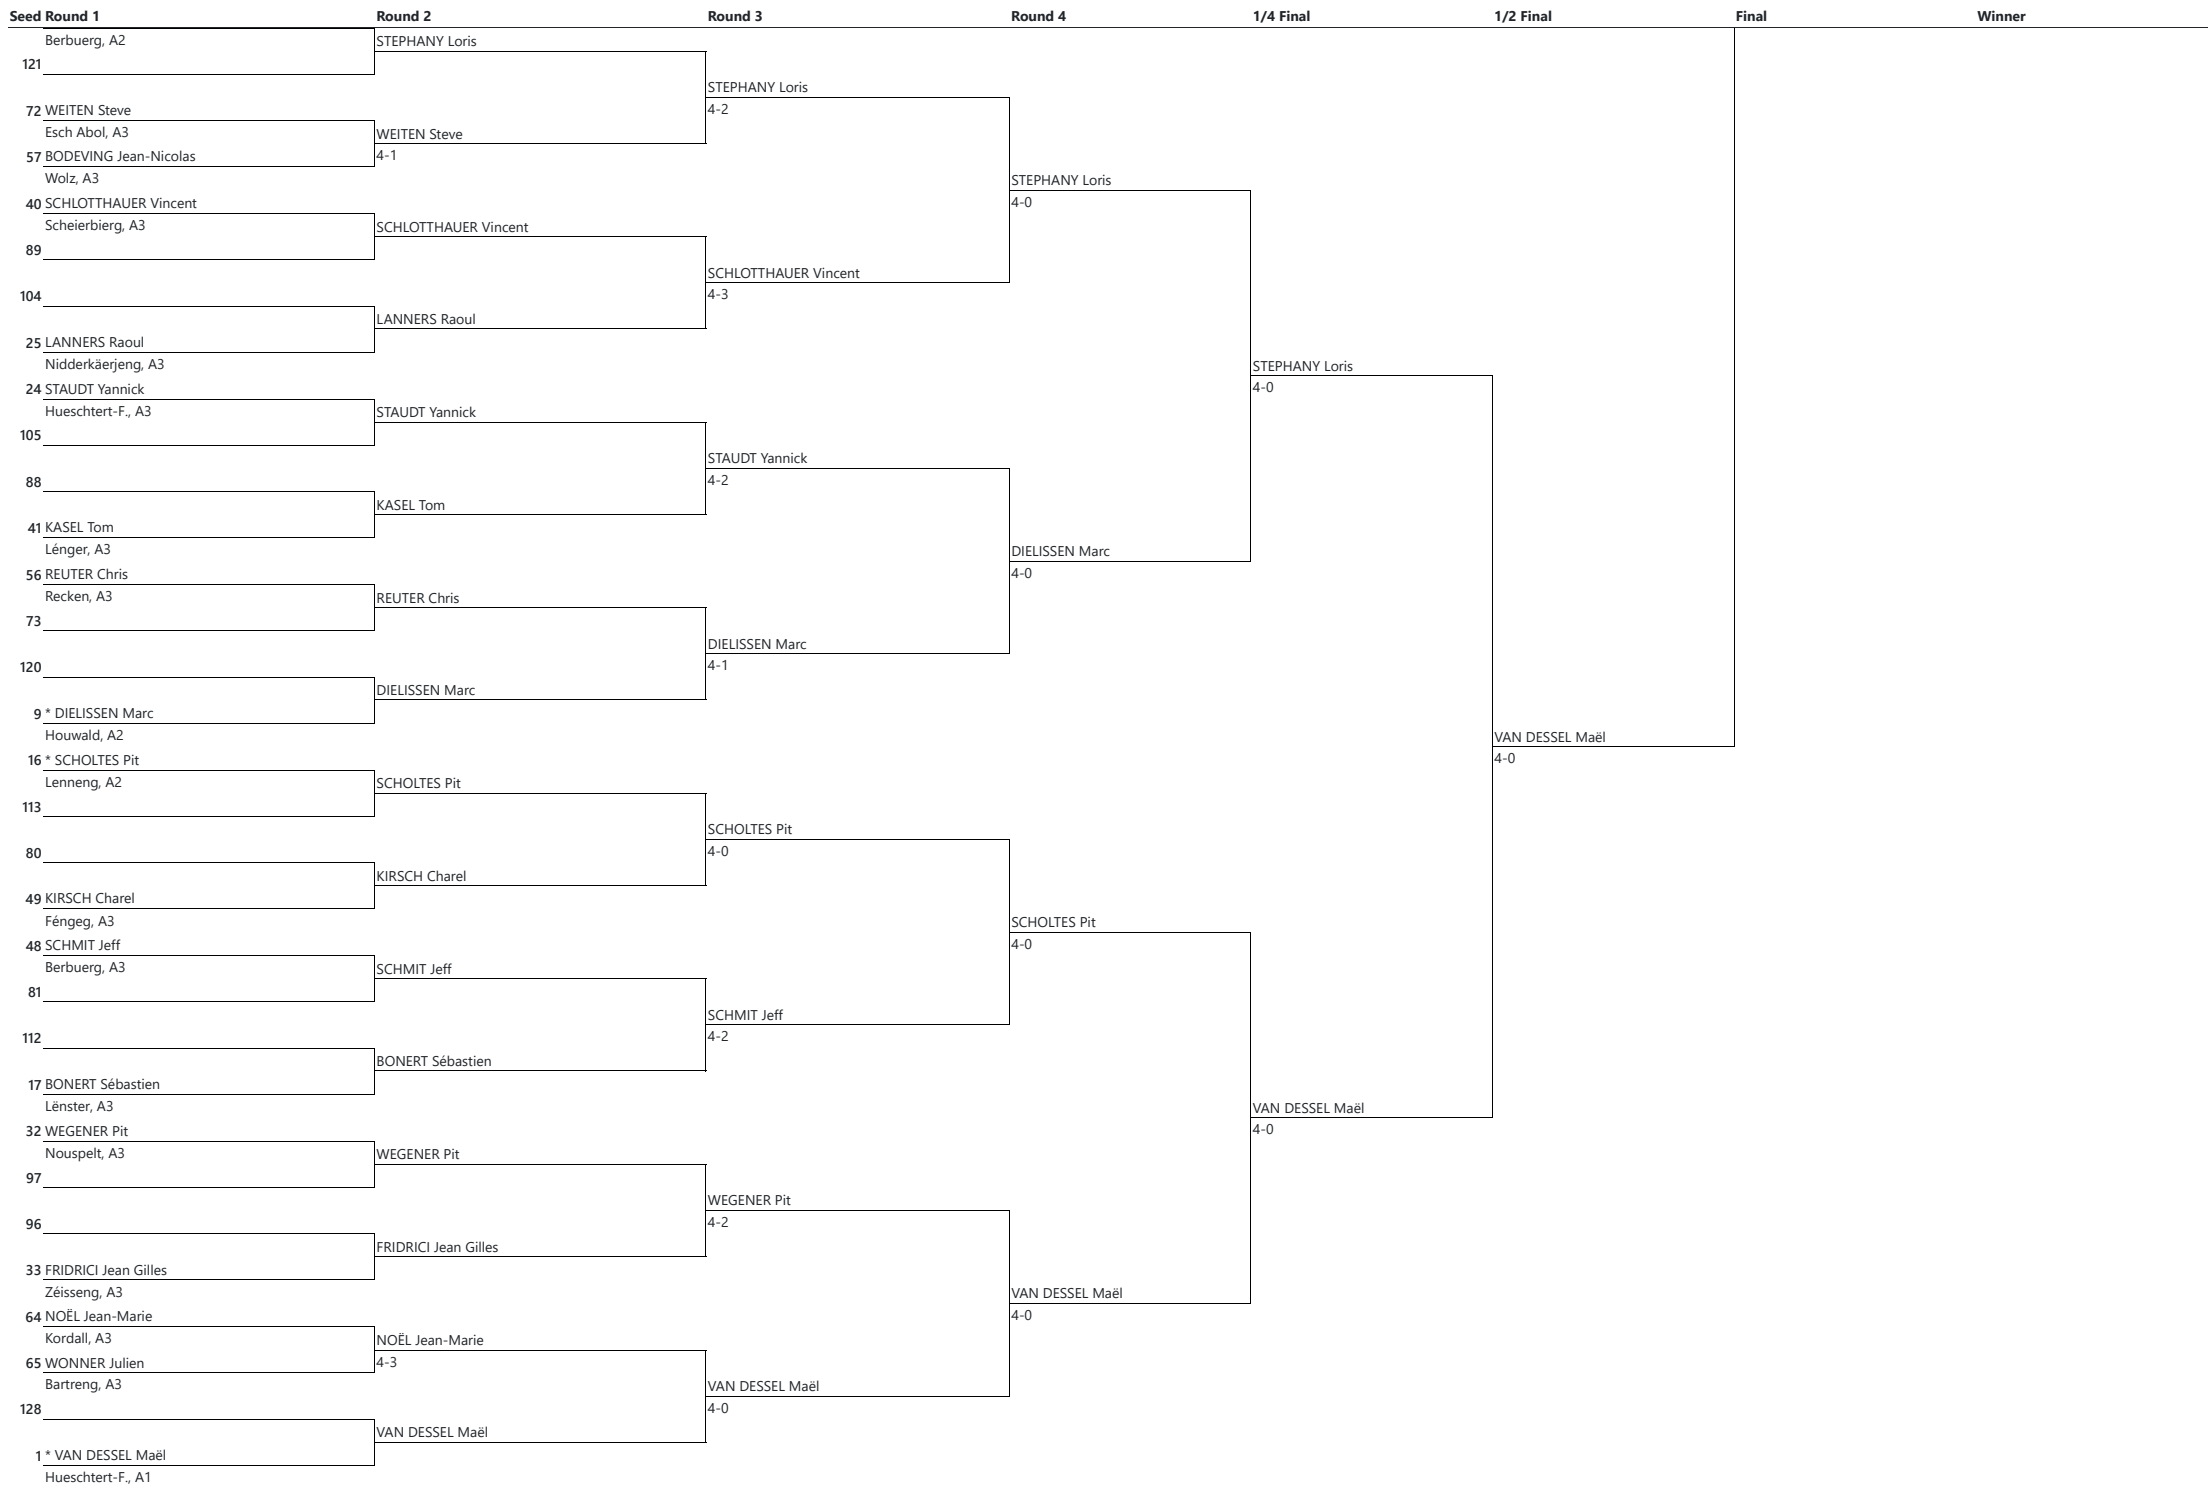 Seed Round 1 Round 2 Round 3 Round 4 1/4 Final 1/2 Final Final Winner
Berbuerg, A2
STEPHANY Loris
121
STEPHANY Loris
4-2
72 WEITEN Steve
Esch Abol, A3
WEITEN Steve
4-1
57 BODEVING Jean-Nicolas
Wolz, A3
STEPHANY Loris
4-0
40 SCHLOTTHAUER Vincent
Scheierbierg, A3
SCHLOTTHAUER Vincent
89
SCHLOTTHAUER Vincent
4-3
104
LANNERS Raoul
25 LANNERS Raoul
Nidderkäerjeng, A3
STEPHANY Loris
4-0
24 STAUDT Yannick
Hueschtert-F., A3
STAUDT Yannick
105
STAUDT Yannick
4-2
88
KASEL Tom
41 KASEL Tom
Lénger, A3
DIELISSEN Marc
4-0
56 REUTER Chris
Recken, A3
REUTER Chris
73
DIELISSEN Marc
4-1
120
DIELISSEN Marc
9 * DIELISSEN Marc
Houwald, A2
VAN DESSEL Maël
4-0
16 * SCHOLTES Pit
Lenneng, A2
SCHOLTES Pit
113
SCHOLTES Pit
4-0
80
KIRSCH Charel
49 KIRSCH Charel
Féngeg, A3
SCHOLTES Pit
4-0
48 SCHMIT Jeff
Berbuerg, A3
SCHMIT Jeff
81
SCHMIT Jeff
4-2
112
BONERT Sébastien
17 BONERT Sébastien
Lënster, A3
VAN DESSEL Maël
4-0
32 WEGENER Pit
Nouspelt, A3
WEGENER Pit
97
WEGENER Pit
4-2
96
FRIDRICI Jean Gilles
33 FRIDRICI Jean Gilles
Zéisseng, A3
VAN DESSEL Maël
4-0
64 NOËL Jean-Marie
Kordall, A3
NOËL Jean-Marie
4-3
65 WONNER Julien
Bartreng, A3
VAN DESSEL Maël
4-0
128
VAN DESSEL Maël
1 * VAN DESSEL Maël
Hueschtert-F., A1